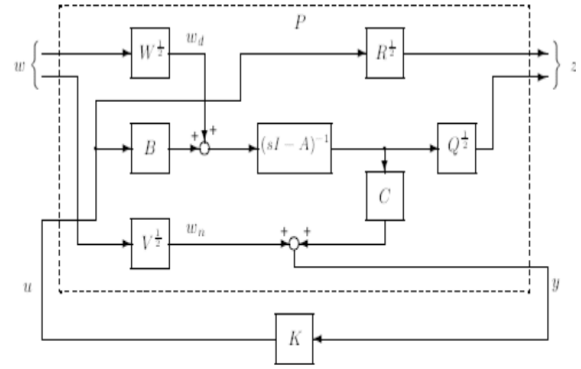 P
w
W^{1/2}
w_d
R^{1/2}
z
+
+
B
(sI − A)^{-1}
Q^{1/2}
C
V^{1/2}
w_n
+
+
u
y
K